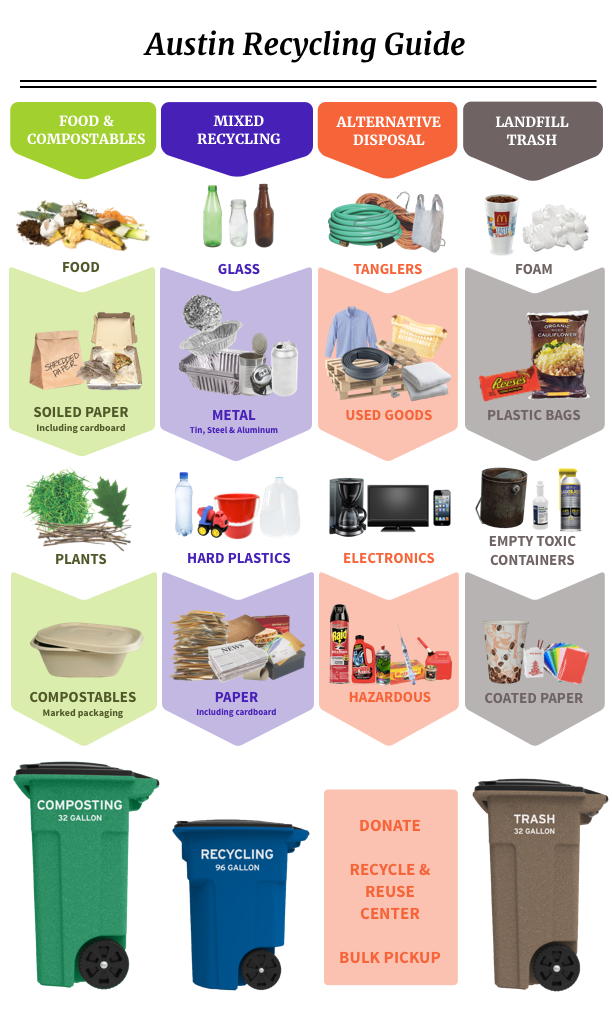 Austin Recycling Guide
FOOD &
COMPOSTABLES
MIXED
RECYCLING
ALTERNATIVE
DISPOSAL
LANDFILL
TRASH
FOOD
GLASS
TANGLERS
FOAM
SHREDDED
PAPER
ORGANIC
CAULIFLOWER
Reese's
SOILED PAPER
Including cardboard
METAL
Tin, Steel & Aluminum
USED GOODS
PLASTIC BAGS
PLANTS
HARD PLASTICS
ELECTRONICS
EMPTY TOXIC
CONTAINERS
NEWS
Raid
COMPOSTABLES
Marked packaging
PAPER
Including cardboard
HAZARDOUS
COATED PAPER
COMPOSTING
32 GALLON
RECYCLING
96 GALLON
DONATE
RECYCLE &
REUSE
CENTER
BULK PICKUP
TRASH
32 GALLON